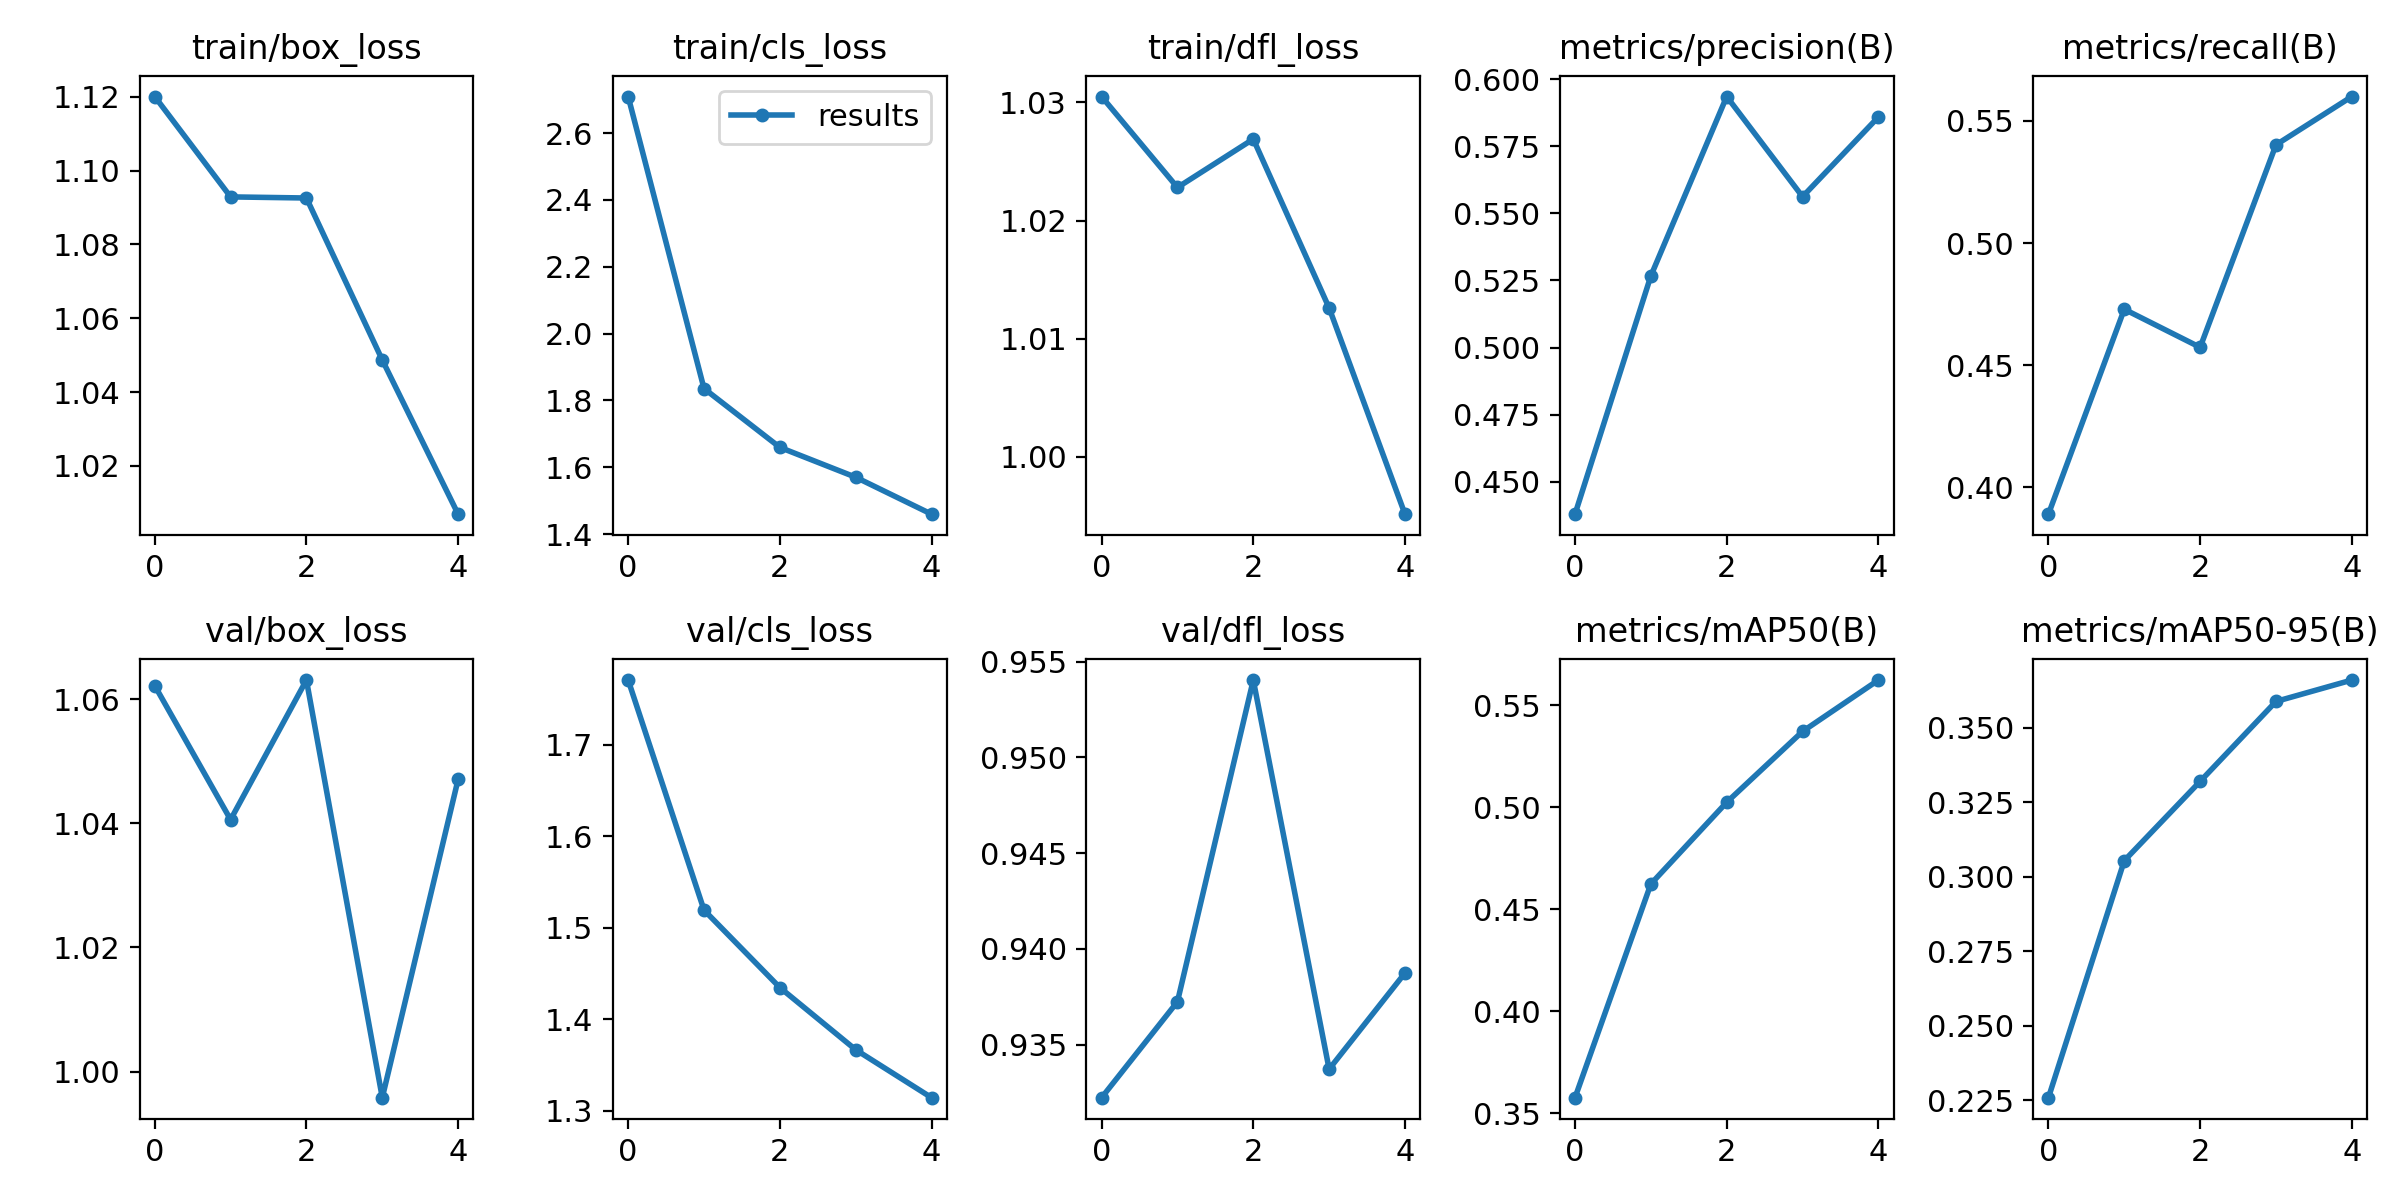 train/box_loss
1.12
1.10
1.08
1.06
1.04
1.02
0 2 4
train/cls_loss
results
2.6
2.4
2.2
2.0
1.8
1.6
1.4
0 2 4
train/dfl_loss
1.03
1.02
1.01
1.00
0 2 4
metrics/precision(B)
0.600
0.575
0.550
0.525
0.500
0.475
0.450
0 2 4
metrics/recall(B)
0.55
0.50
0.45
0.40
0 2 4
val/box_loss
1.06
1.04
1.02
1.00
0 2 4
val/cls_loss
1.7
1.6
1.5
1.4
1.3
0 2 4
val/dfl_loss
0.955
0.950
0.945
0.940
0.935
0 2 4
metrics/mAP50(B)
0.55
0.50
0.45
0.40
0.35
0 2 4
metrics/mAP50-95(B)
0.350
0.325
0.300
0.275
0.250
0.225
0 2 4